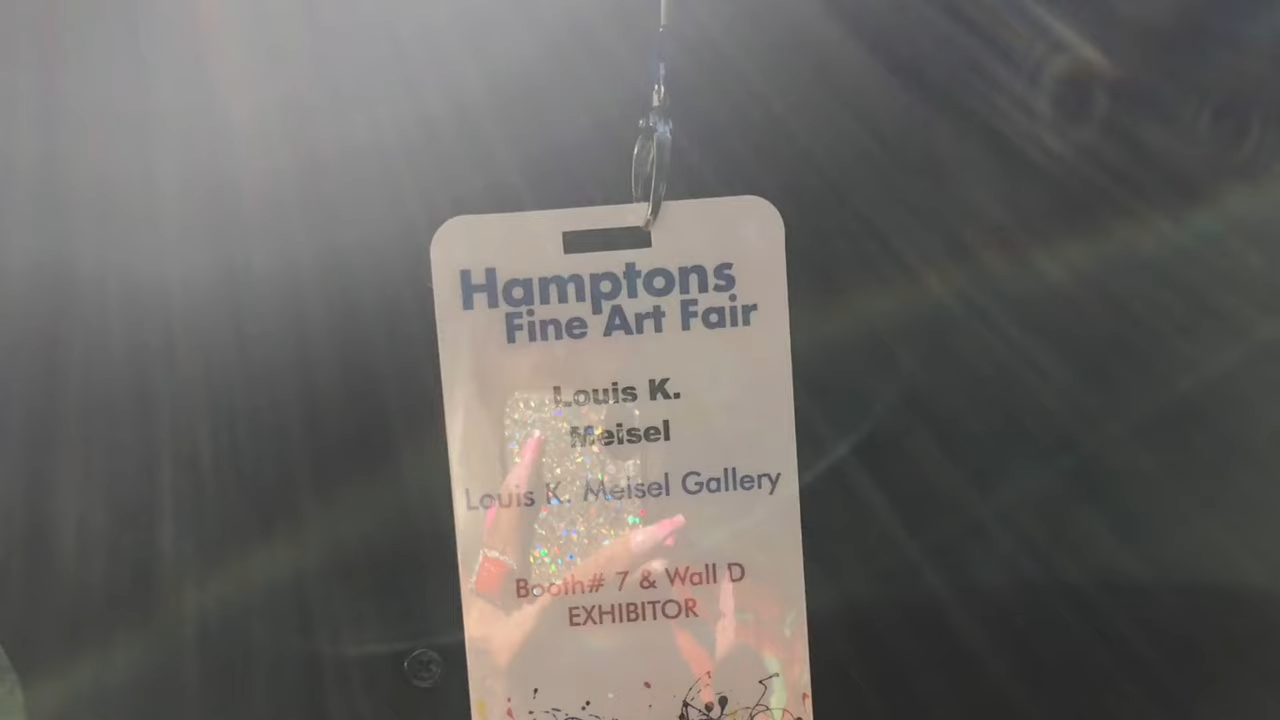 Hamptons
Fine Art Fair
Louis K.
Meisel
Louis K. Meisel Gallery
Booth# 7 & Wall D
EXHIBITOR